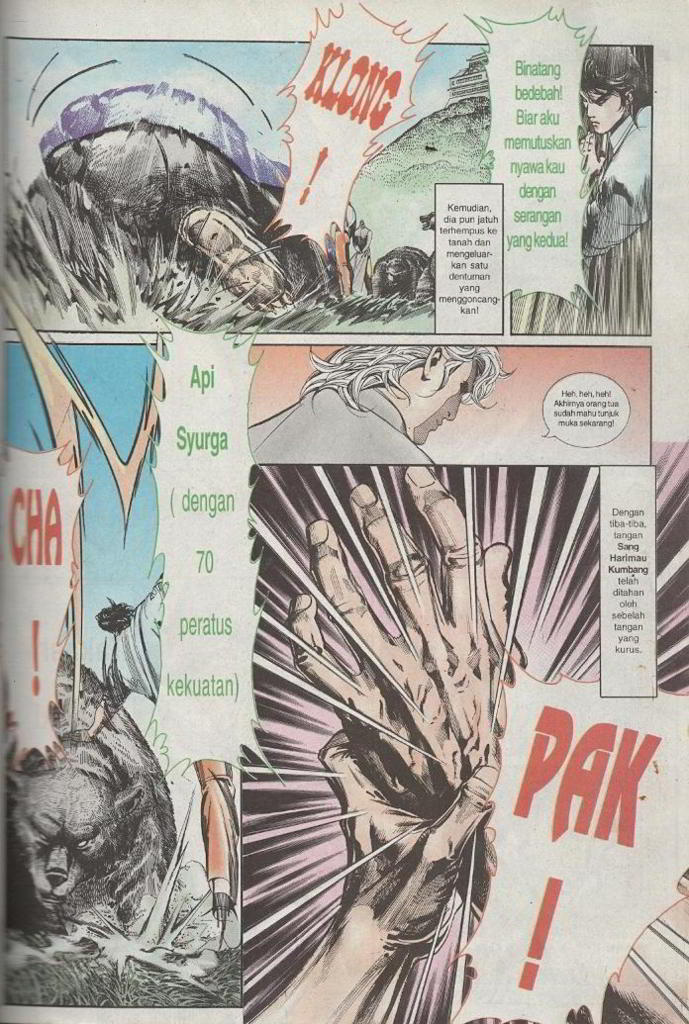 KLONG
!
Binatang
bedebah!
Biar aku
memutuskan
nyawa kau
dengan
serangan
yang kedua!
Kemudian,
dia pun jatuh
terhempus ke
tanah dan
mengeluar-
kan satu
dentuman
yang
menggoncang-
kan!
Api
Syurga
( dengan
70
peratus
kekuatan)
CHA
!
Heh, heh, heh!
Akhirnya orang tua
sudah mahu tunjuk
muka sekarang!
Dengan
tiba-tiba,
tangan
Sang
Harimau
Kumbang
telah
ditahan
oleh
sebelah
tangan
yang
kurus.
PAK
!